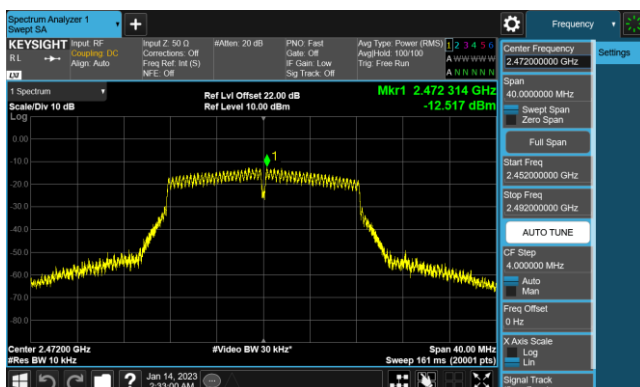 Spectrum Analyzer 1
Swept SA
Frequency
KEYSIGHT
Input: RF
Coupling: DC
Align: Auto
RL
LXI
Input Z: 50 Ω
Corrections: Off
Freq Ref: Int (S)
NFE: Off
#Atten: 20 dB
PNO: Fast
Gate: Off
IF Gain: Low
Sig Track: Off
Avg Type: Power (RMS)
Avg|Hold: 100/100
Trig: Free Run
1 2 3 4 5 6
A W W W W W
A N N N N N
1 Spectrum
Scale/Div 10 dB
Log
Ref Lvl Offset 22.00 dB
Ref Level 10.00 dBm
Mkr1 2.472 314 GHz
-12.517 dBm
1
0.00
-10.0
-20.0
-30.0
-40.0
-50.0
-60.0
-70.0
-80.0
Center 2.47200 GHz
#Res BW 10 kHz
#Video BW 30 kHz*
Span 40.00 MHz
Sweep 161 ms (20001 pts)
Jan 14, 2023
2:33:00 AM
Center Frequency
2.472000000 GHz
Settings
Span
40.0000000 MHz
Swept Span
Zero Span
Full Span
Start Freq
2.452000000 GHz
Stop Freq
2.492000000 GHz
AUTO TUNE
CF Step
4.000000 MHz
Auto
Man
Freq Offset
0 Hz
X Axis Scale
Log
Lin
Signal Track